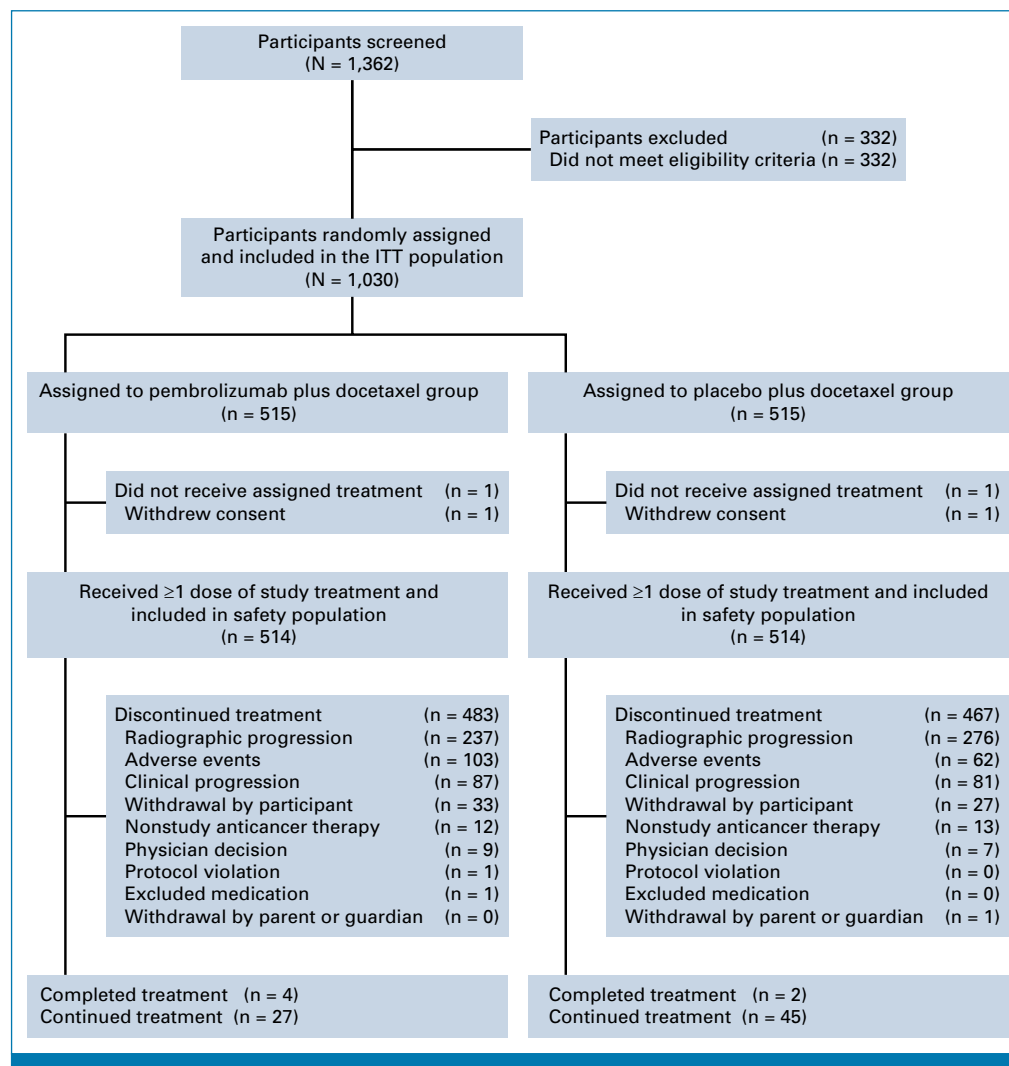 Participants screened
(N = 1,362)
Participants excluded (n = 332)
Did not meet eligibility criteria (n = 332)
Participants randomly assigned
and included in the ITT population
(N = 1,030)
Assigned to pembrolizumab plus docetaxel group
(n = 515)
Assigned to placebo plus docetaxel group
(n = 515)
Did not receive assigned treatment (n = 1)
Withdrew consent (n = 1)
Did not receive assigned treatment (n = 1)
Withdrew consent (n = 1)
Received ≥1 dose of study treatment and
included in safety population
(n = 514)
Received ≥1 dose of study treatment and included
in safety population
(n = 514)
Discontinued treatment (n = 483)
Radiographic progression (n = 237)
Adverse events (n = 103)
Clinical progression (n = 87)
Withdrawal by participant (n = 33)
Nonstudy anticancer therapy (n = 12)
Physician decision (n = 9)
Protocol violation (n = 1)
Excluded medication (n = 1)
Withdrawal by parent or guardian (n = 0)
Discontinued treatment (n = 467)
Radiographic progression (n = 276)
Adverse events (n = 62)
Clinical progression (n = 81)
Withdrawal by participant (n = 27)
Nonstudy anticancer therapy (n = 13)
Physician decision (n = 7)
Protocol violation (n = 0)
Excluded medication (n = 0)
Withdrawal by parent or guardian (n = 1)
Completed treatment (n = 4)
Continued treatment (n = 27)
Completed treatment (n = 2)
Continued treatment (n = 45)